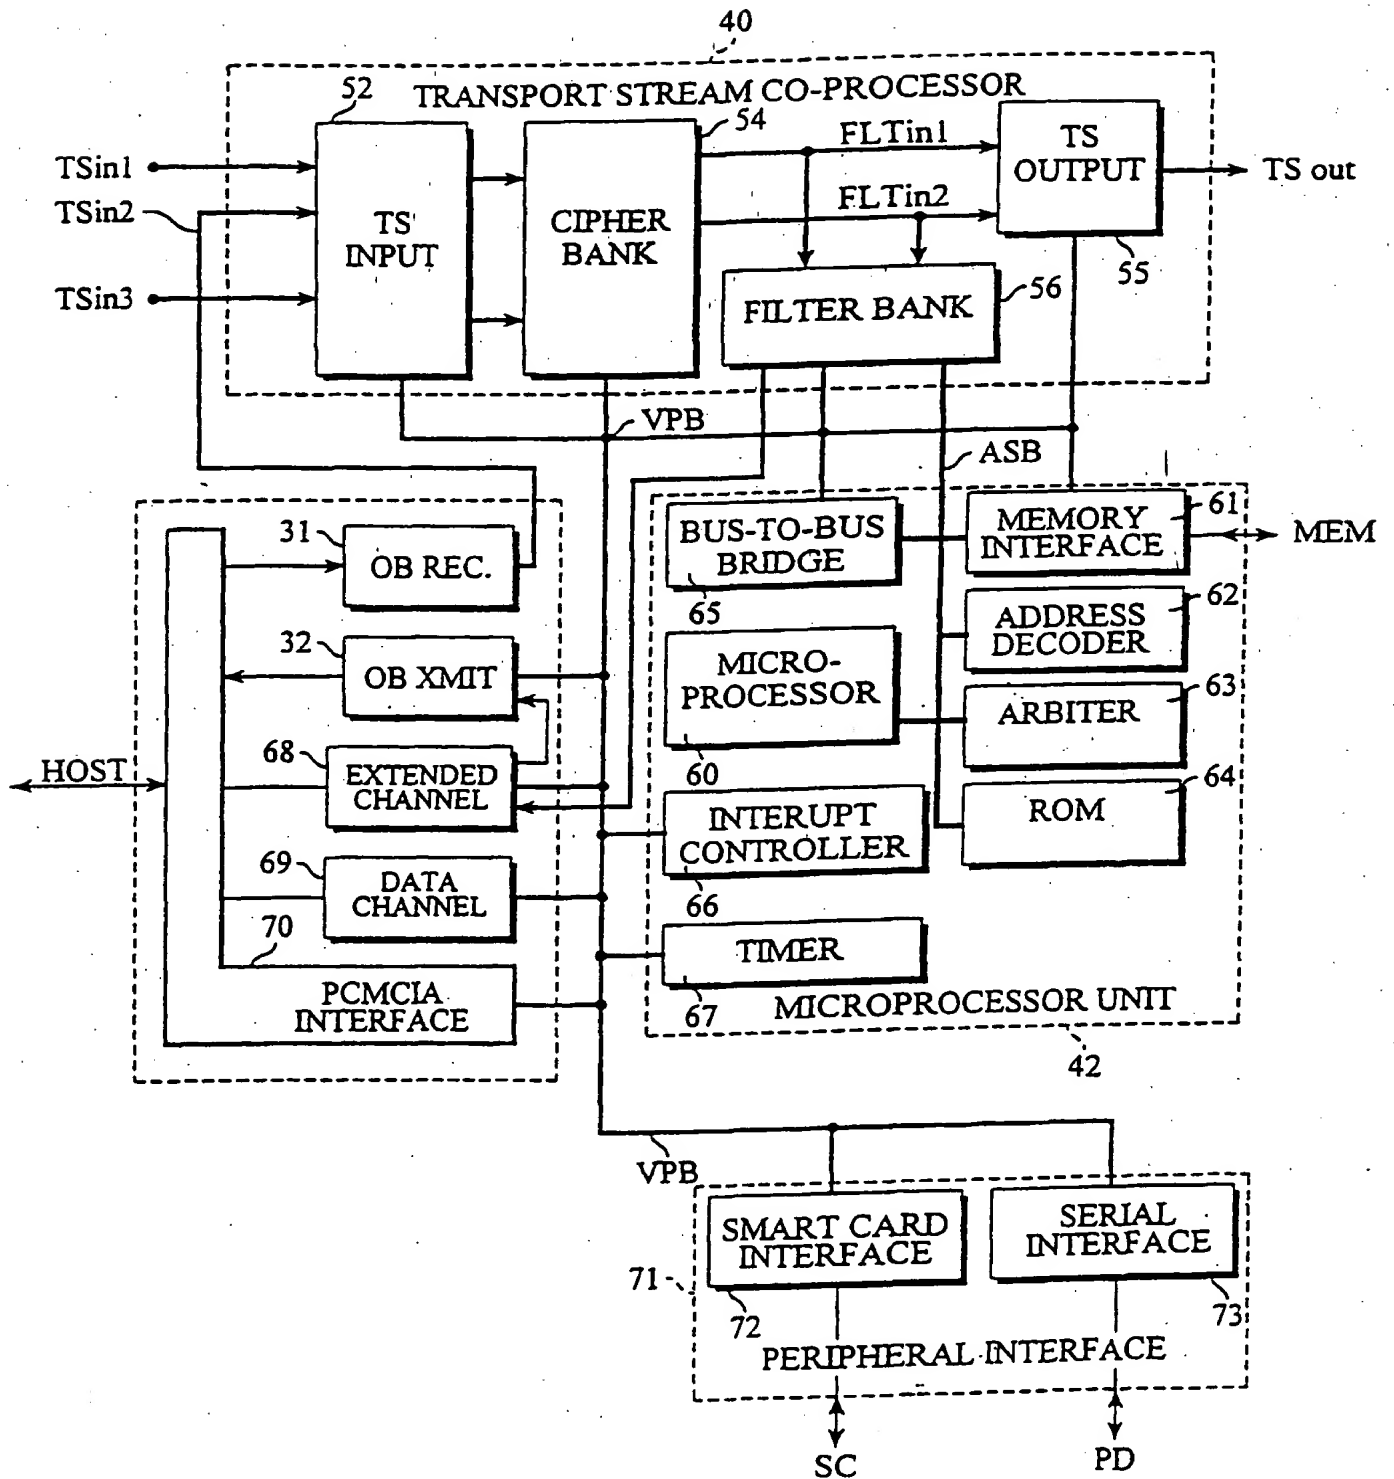 40
TRANSPORT STREAM CO-PROCESSOR
52
54
FLTin1
TS
OUTPUT
TSin1
TS out
TSin2
FLTin2
TS
INPUT
CIPHER
BANK
55
56
TSin3
FILTER BANK
VPB
ASB
31
OB REC.
BUS-TO-BUS
BRIDGE
65
MEMORY
INTERFACE
61
MEM
62
ADDRESS
DECODER
32
OB XMIT
MICRO-
PROCESSOR
60
63
ARBITER
68
HOST
EXTENDED
CHANNEL
64
ROM
INTERUPT
CONTROLLER
66
69
DATA
CHANNEL
70
TIMER
67
PCMCIA
INTERFACE
MICROPROCESSOR UNIT
42
VPB
SMART CARD
INTERFACE
SERIAL
INTERFACE
71
72
73
PERIPHERAL INTERFACE
SC
PD